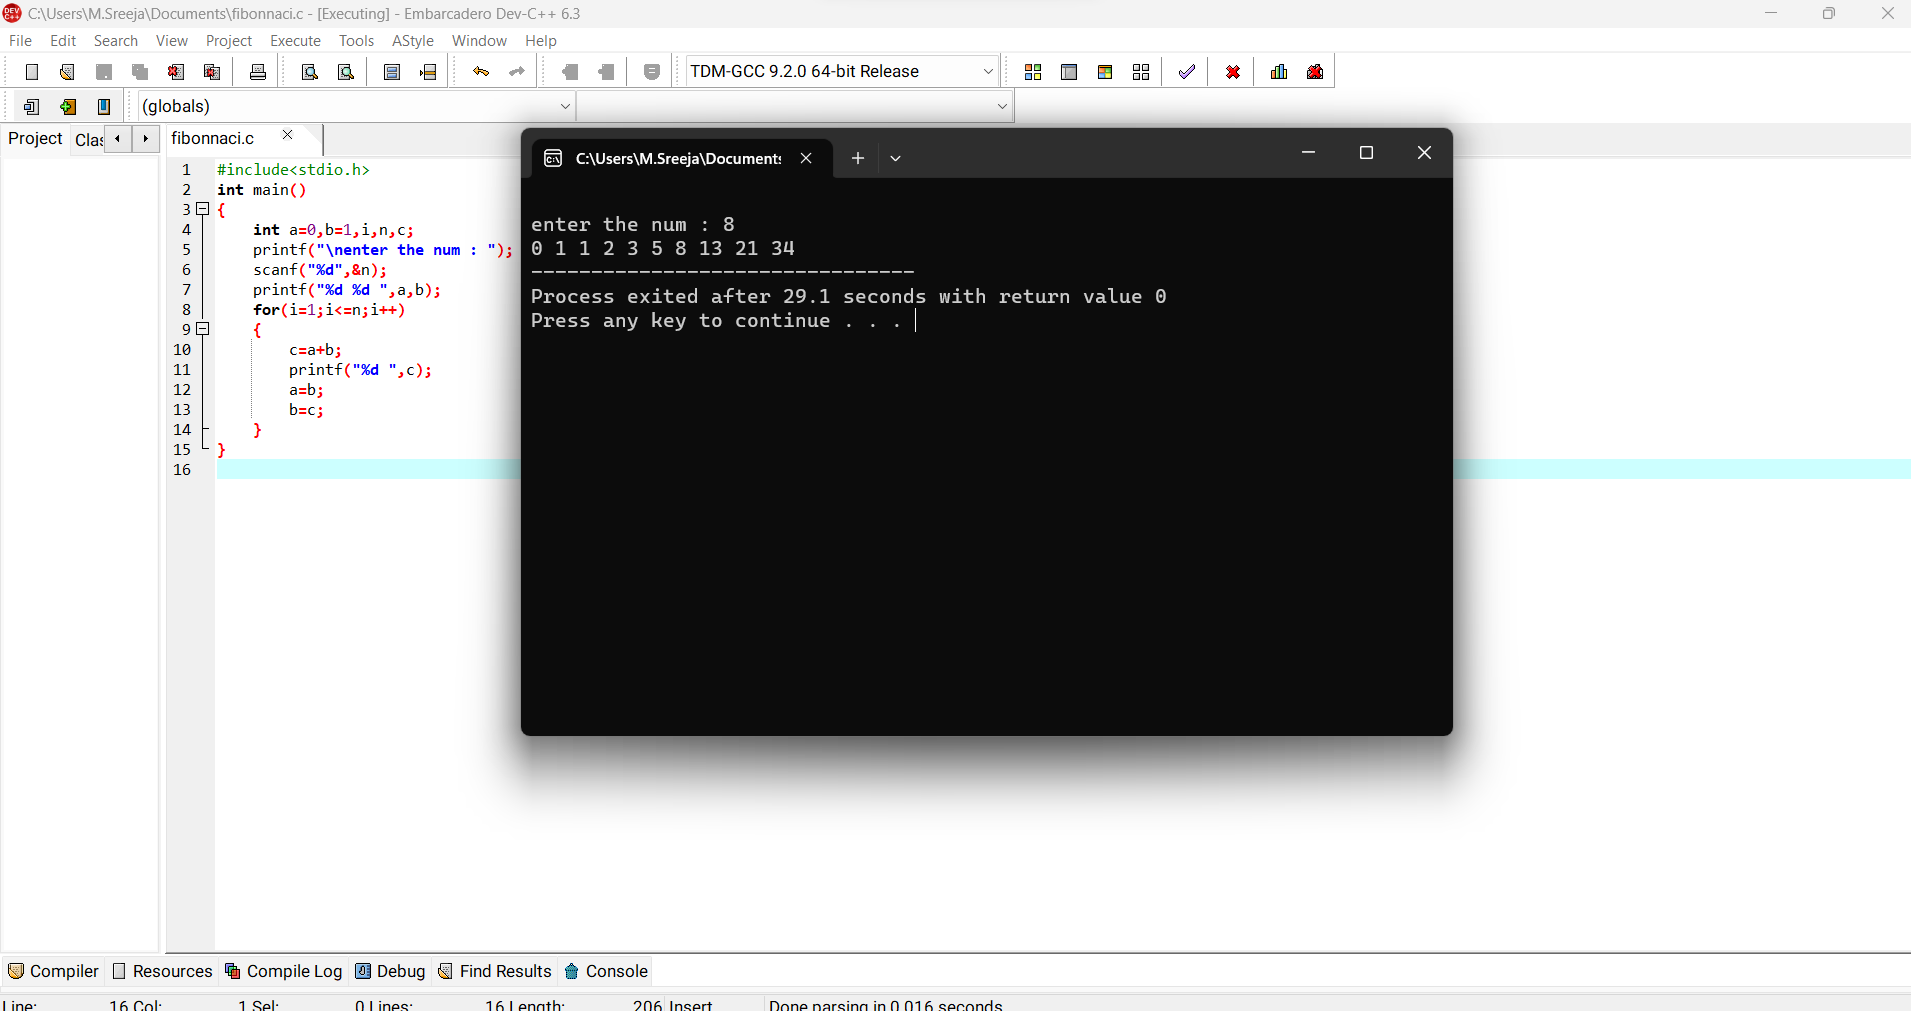 C:\Users\M.Sreeja\Documents\fibonnaci.c - [Executing] - Embarcadero Dev-C++ 6.3
File Edit Search View Project Execute Tools AStyle Window Help
TDM-GCC 9.2.0 64-bit Release
(globals)
Project Clas
fibonnaci.c
1 #include<stdio.h>
2 int main()
3 {
4 int a=0,b=1,i,n,c;
5 printf("\nenter the num : ");
6 scanf("%d",&n);
7 printf("%d %d ",a,b);
8 for(i=1;i<=n;i++)
9 {
10 c=a+b;
11 printf("%d ",c);
12 a=b;
13 b=c;
14 }
15 }
16
C:\Users\M.Sreeja\Documents
enter the num : 8
0 1 1 2 3 5 8 13 21 34
--------------------------------
Process exited after 29.1 seconds with return value 0
Press any key to continue . . .
Compiler Resources Compile Log Debug Find Results Console
Line: 16 Col: 1 Sel: 0 Lines: 16 Length: 206 Insert Done parsing in 0.016 seconds